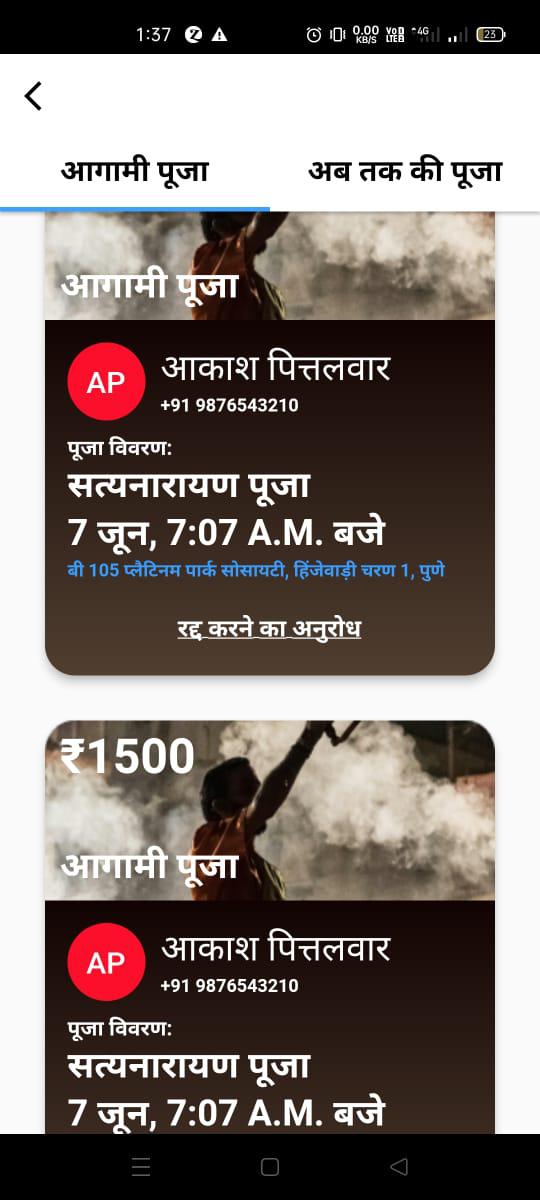 1:37
0.00
KB/S
VoD
LTE
4G
23
आगामी पूजा
अब तक की पूजा
आगामी पूजा
AP
आकाश पित्तलवार
+91 9876543210
पूजा विवरण:
सत्यनारायण पूजा
7 जून, 7:07 A.M. बजे
बी 105 प्लैटिनम पार्क सोसायटी, हिंजेवाड़ी चरण 1, पुणे
रद्द करने का अनुरोध
₹1500
आगामी पूजा
AP
आकाश पित्तलवार
+91 9876543210
पूजा विवरण:
सत्यनारायण पूजा
7 जून, 7:07 A.M. बजे